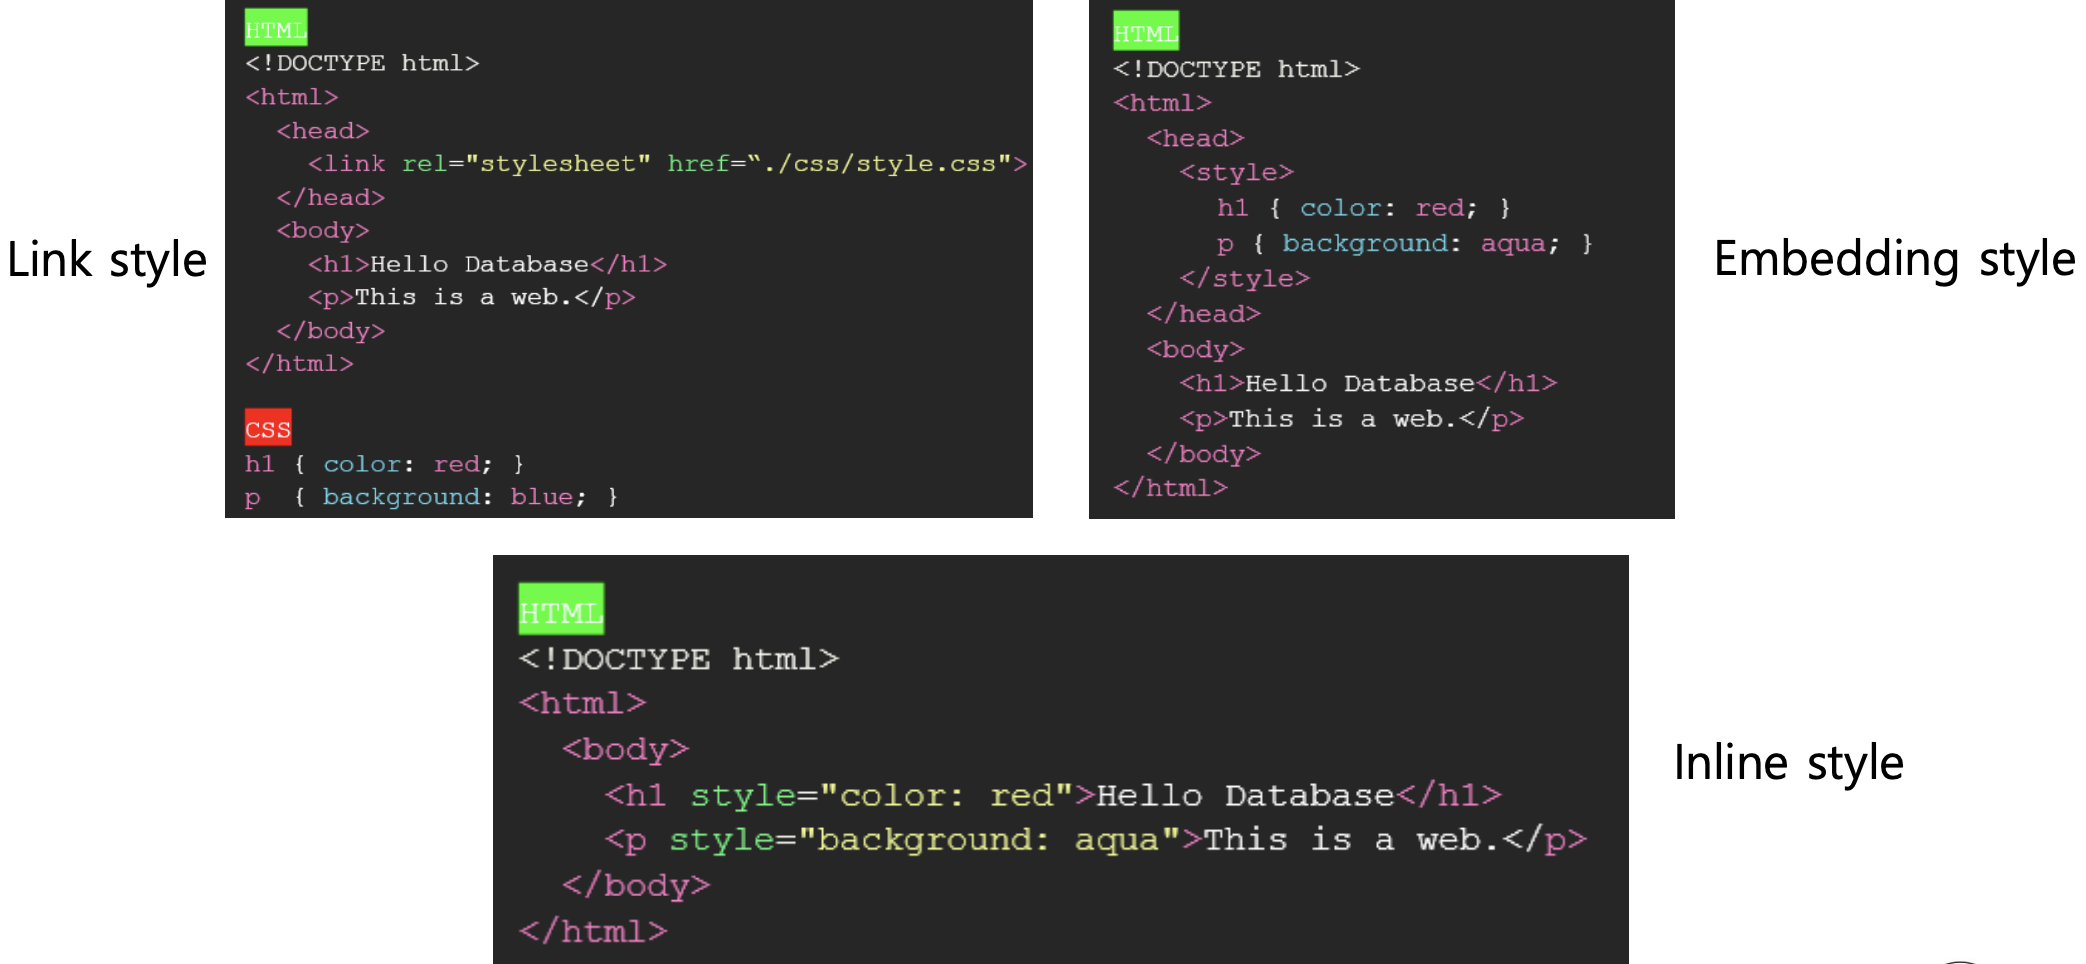 Link style
HTML
<!DOCTYPE html>
<html>
  <head>
    <link rel="stylesheet" href=“./css/style.css">
  </head>
  <body>
    <h1>Hello Database</h1>
    <p>This is a web.</p>
  </body>
</html>
CSS
h1 { color: red; }
p  { background: blue; }
HTML
<!DOCTYPE html>
<html>
  <head>
    <style>
      h1 { color: red; }
      p { background: aqua; }
    </style>
  </head>
  <body>
    <h1>Hello Database</h1>
    <p>This is a web.</p>
  </body>
</html>
Embedding style
HTML
<!DOCTYPE html>
<html>
  <body>
    <h1 style="color: red">Hello Database</h1>
    <p style="background: aqua">This is a web.</p>
  </body>
</html>
Inline style